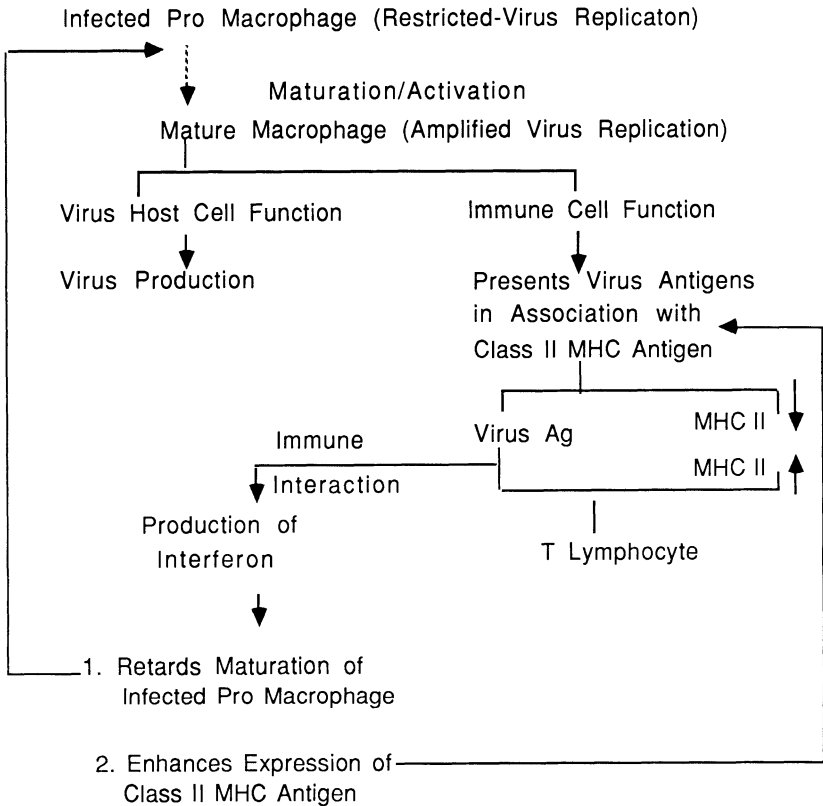 Infected Pro Macrophage (Restricted-Virus Replicaton)
Maturation/Activation
Mature Macrophage (Amplified Virus Replication)
Virus Host Cell Function
Immune Cell Function
Virus Production
Presents Virus Antigens
in Association with
Class II MHC Antigen
Virus Ag
MHC II
MHC II
Immune
Interaction
Production of
Interferon
T Lymphocyte
1. Retards Maturation of
Infected Pro Macrophage
2. Enhances Expression of
Class II MHC Antigen